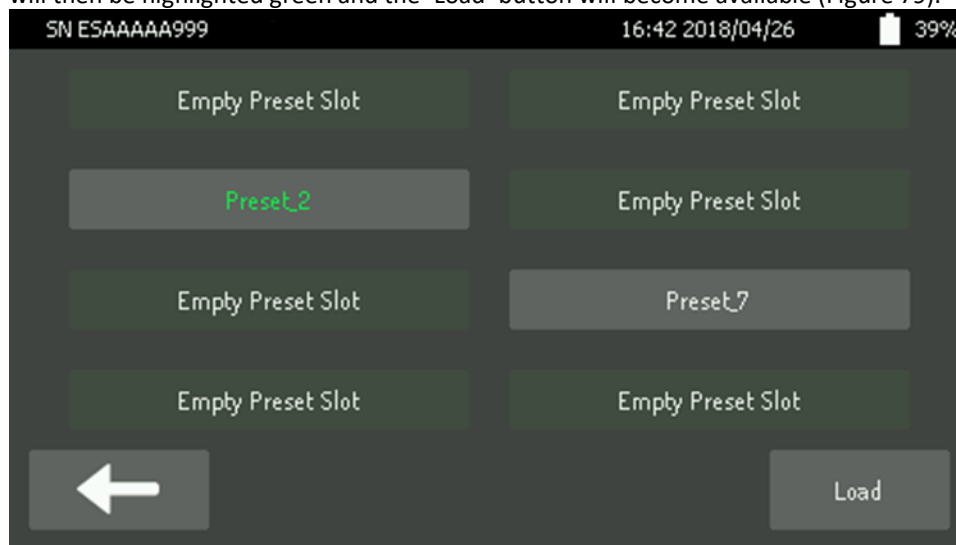 will then be highlighted green and the 'Load' button will become available (Figure 75).
SN ESAAAAA999 16:42 2018/04/26 39%
Empty Preset Slot Empty Preset Slot
Preset_2 Empty Preset Slot
Empty Preset Slot Preset_7
Empty Preset Slot Empty Preset Slot
Load